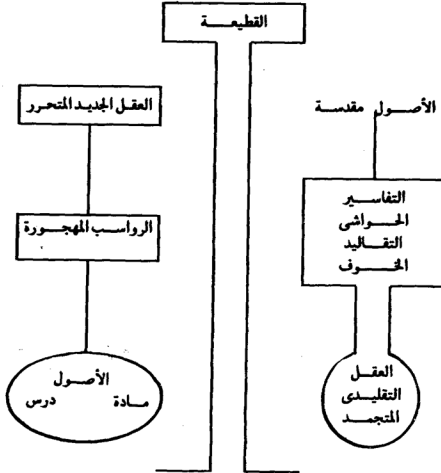 القطيعة
الأصول مقدسة
التفاسير
الحواشى
التقاليد
الخوف
العقل
التقليدى
المتجمد
العقل الجديد المتحرر
الرواسب المهجورة
الأصول
مادة درس